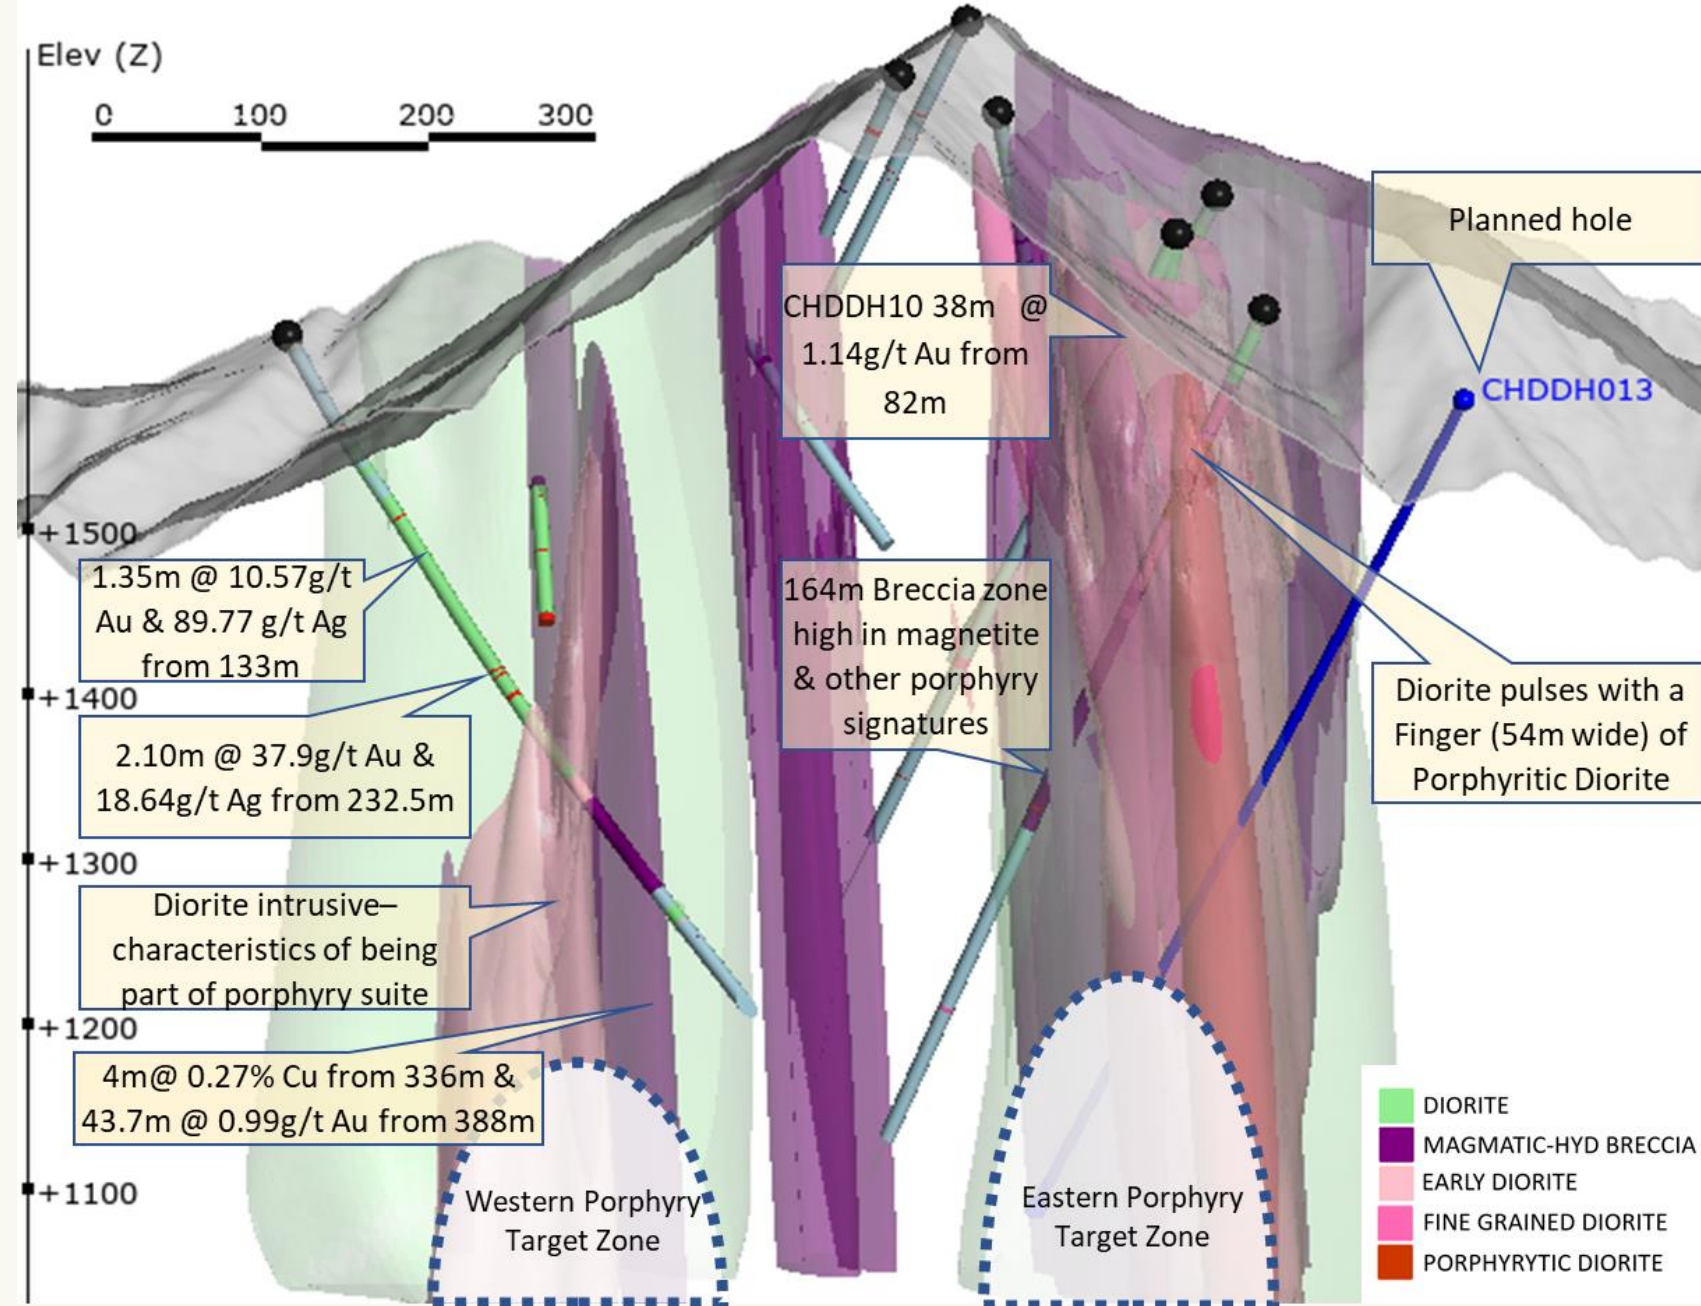 Elev (Z)
0 100 200 300
Planned hole
CHDDH10 38m @
1.14g/t Au from
82m
CHDDH013
+1500
1.35m @ 10.57g/t
Au & 89.77 g/t Ag
from 133m
164m Breccia zone
high in magnetite
& other porphyry
signatures
+1400
Diorite pulses with a
Finger (54m wide) of
Porphyritic Diorite
2.10m @ 37.9g/t Au &
18.64g/t Ag from 232.5m
+1300
Diorite intrusive–
characteristics of being
part of porphyry suite
+1200
4m@ 0.27% Cu from 336m &
43.7m @ 0.99g/t Au from 388m
+1100
Western Porphyry
Target Zone
Eastern Porphyry
Target Zone
DIORITE
MAGMATIC-HYD BRECCIA
EARLY DIORITE
FINE GRAINED DIORITE
PORPHYRYTIC DIORITE